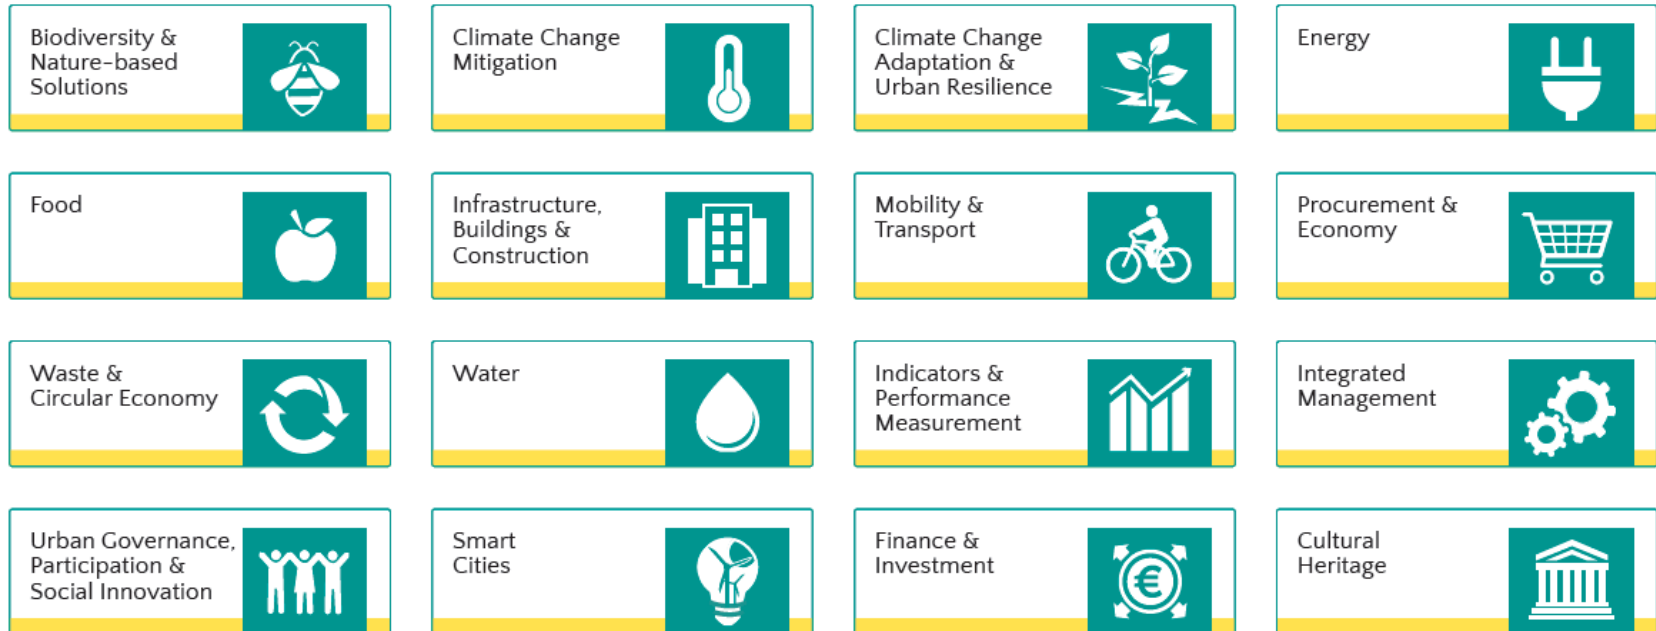 Biodiversity &
Nature-based
Solutions
Climate Change
Mitigation
Climate Change
Adaptation &
Urban Resilience
Energy
Food
Infrastructure,
Buildings &
Construction
Mobility &
Transport
Procurement &
Economy
Waste &
Circular Economy
Water
Indicators &
Performance
Measurement
Integrated
Management
Urban Governance,
Participation &
Social Innovation
Smart
Cities
Finance &
Investment
€
Cultural
Heritage